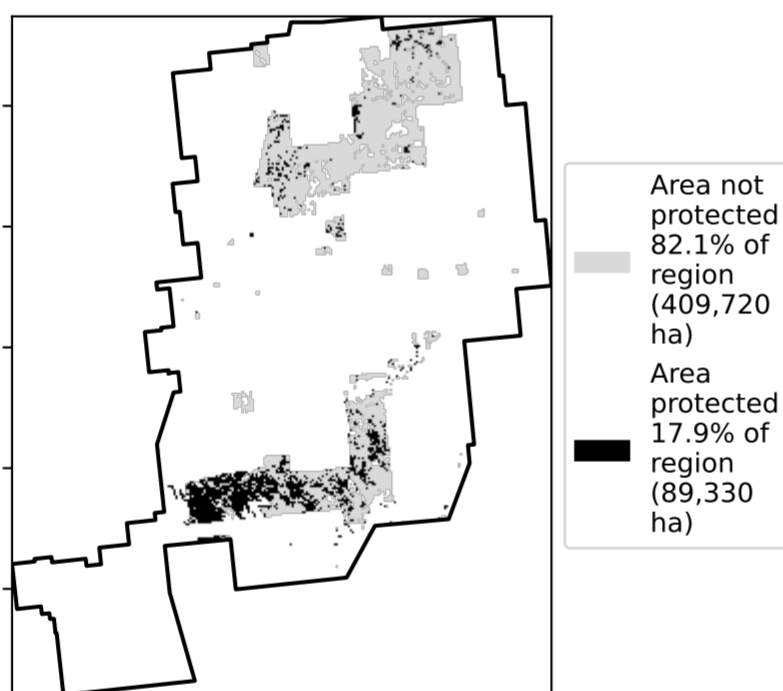 Area not
protected
82.1% of
region
(409,720
ha)
Area
protected
17.9% of
region
(89,330
ha)